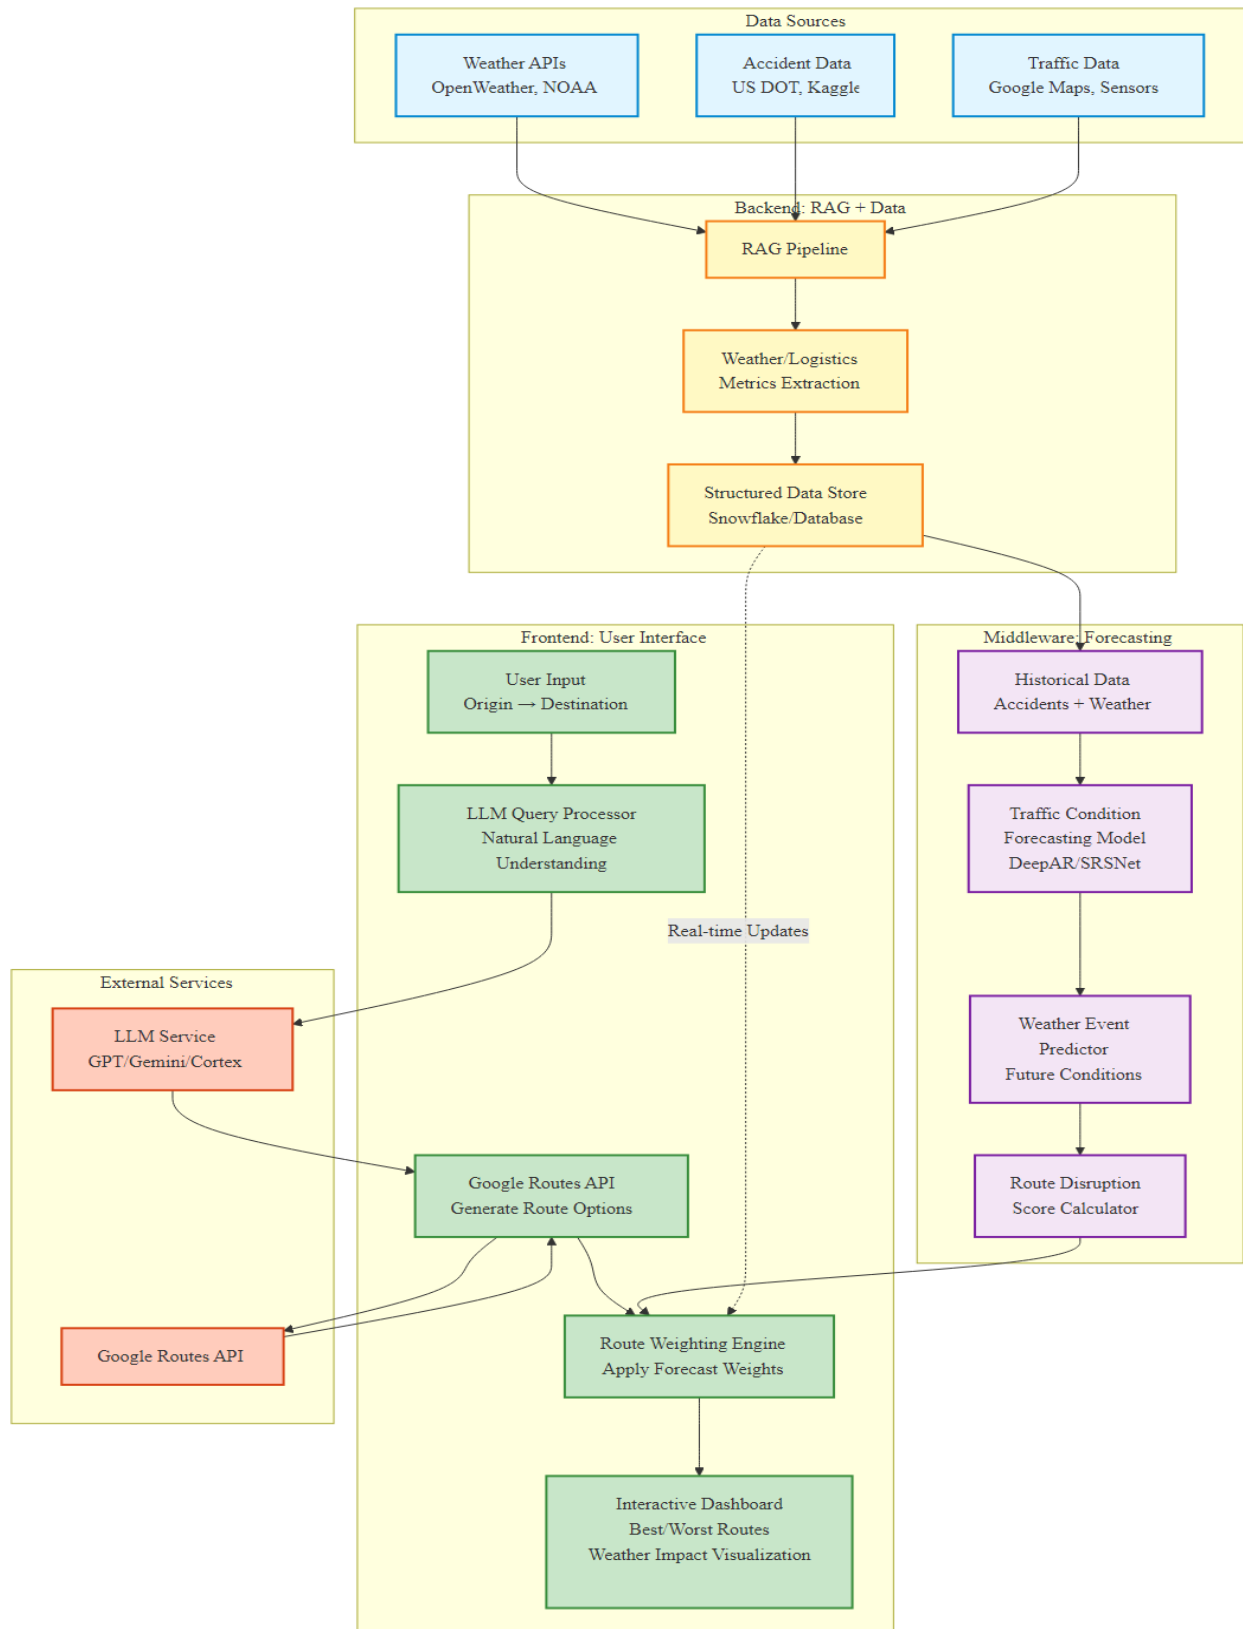 Data Sources
Weather APIs
OpenWeather, NOAA
Accident Data
US DOT, Kaggle
Traffic Data
Google Maps, Sensors
Backend: RAG + Data
RAG Pipeline
Weather/Logistics
Metrics Extraction
Structured Data Store
Snowflake/Database
Frontend: User Interface
User Input
Origin → Destination
LLM Query Processor
Natural Language
Understanding
Real-time Updates
Middleware: Forecasting
Historical Data
Accidents + Weather
Traffic Condition
Forecasting Model
DeepAR/SRSNet
Weather Event
Predictor
Future Conditions
Route Disruption
Score Calculator
External Services
LLM Service
GPT/Gemini/Cortex
Google Routes API
Generate Route Options
Google Routes API
Route Weighting Engine
Apply Forecast Weights
Interactive Dashboard
Best/Worst Routes
Weather Impact Visualization